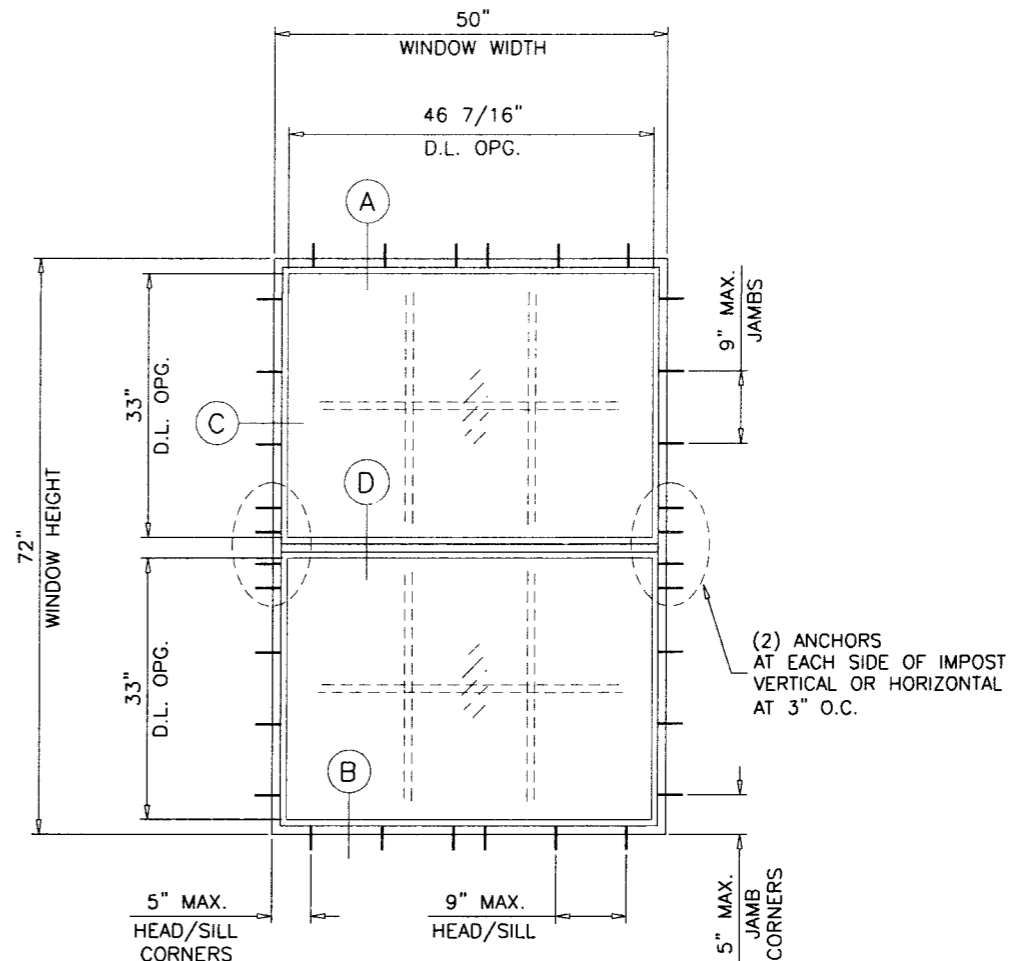 50"
WINDOW WIDTH
46 7/16"
D.L. OPG.
A
9" MAX.
JAMBS
33"
D.L. OPG.
C
D
72"
WINDOW HEIGHT
(2) ANCHORS
AT EACH SIDE OF IMPOST
VERTICAL OR HORIZONTAL
AT 3" O.C.
33"
D.L. OPG.
B
5" MAX.
HEAD/SILL
CORNERS
9" MAX.
HEAD/SILL
5" MAX.
JAMB
CORNERS